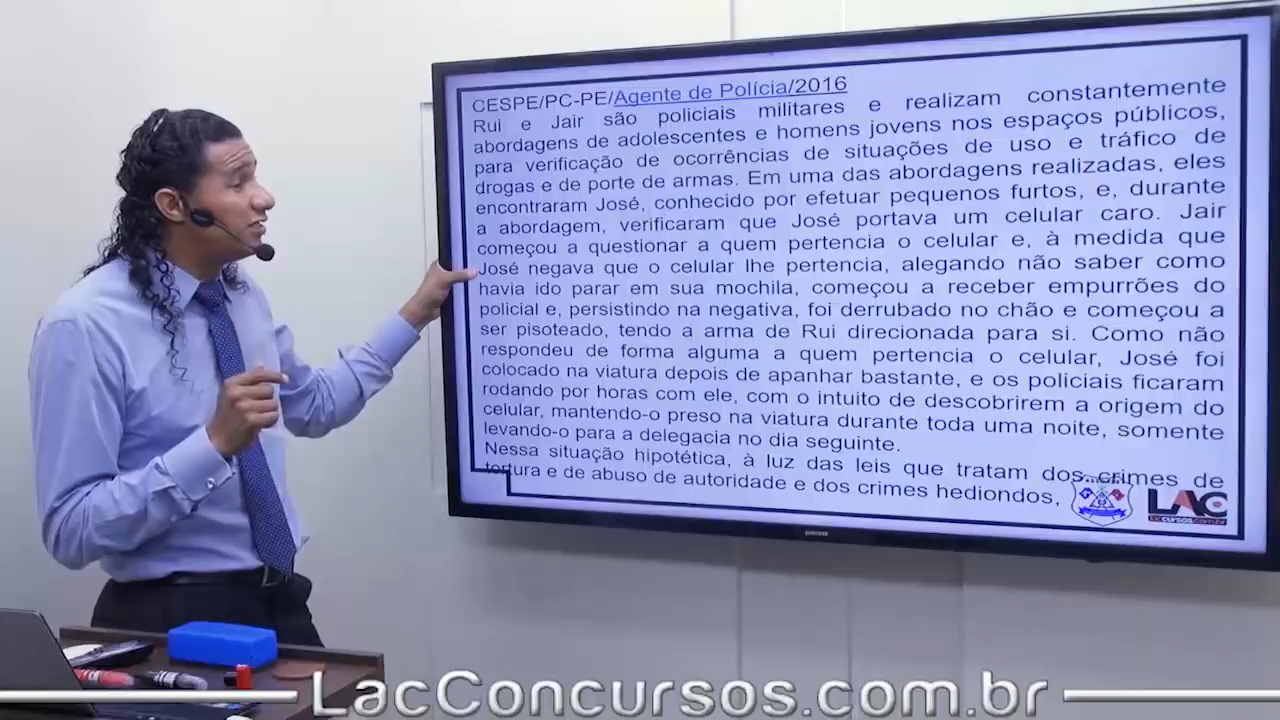 CESPE/PC-PE/Agente de Polícia/2016
Rui e Jair são policiais militares e realizam constantemente
abordagens de adolescentes e homens jovens nos espaços públicos,
para verificação de ocorrências de situações de uso e tráfico de
drogas e de porte de armas. Em uma das abordagens realizadas, eles
encontraram José, conhecido por efetuar pequenos furtos, e, durante
a abordagem, verificaram que José portava um celular caro. Jair
começou a questionar a quem pertencia o celular e, à medida que
José negava que o celular lhe pertencia, alegando não saber como
havia ido parar em sua mochila, começou a receber empurrões do
policial e, persistindo na negativa, foi derrubado no chão e começou a
ser pisoteado, tendo a arma de Rui direcionada para si. Como não
respondeu de forma alguma a quem pertencia o celular, José foi
colocado na viatura depois de apanhar bastante, e os policiais ficaram
rodando por horas com ele, com o intuito de descobrirem a origem do
celular, mantendo-o preso na viatura durante toda uma noite, somente
levando-o para a delegacia no dia seguinte.
Nessa situação hipotética, à luz das leis que tratam dos crimes de
tortura e de abuso de autoridade e dos crimes hediondos,
LAC
laccursos.com.br
SAMSUNG
LacConcursos.com.br